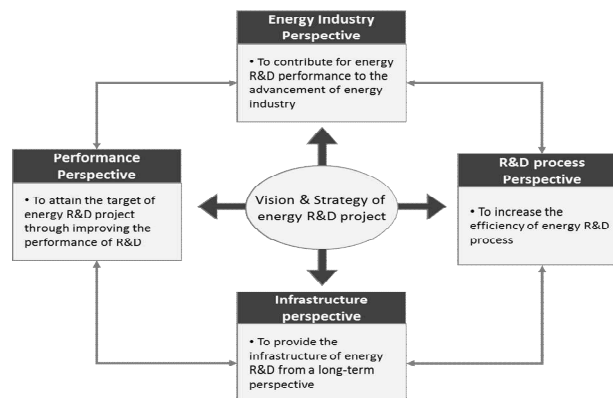 Energy Industry
Perspective
• To contribute for energy
R&D performance to the
advancement of energy
industry
Performance
Perspective
• To attain the target of
energy R&D project
through improving the
performance of R&D
Vision & Strategy of
energy R&D project
R&D process
Perspective
• To increase the
efficiency of energy R&D
process
Infrastructure
perspective
• To provide the
infrastructure of energy
R&D from a long-term
perspective